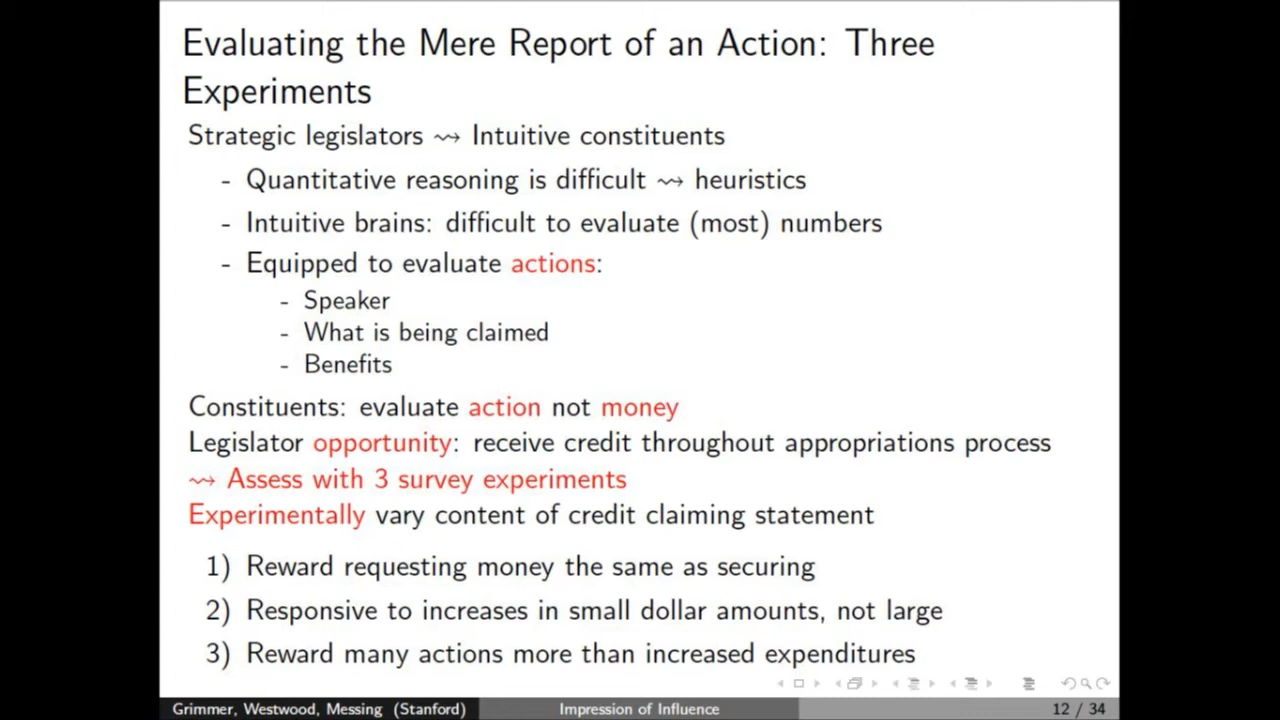 Evaluating the Mere Report of an Action: Three
Experiments
Strategic legislators ⇝ Intuitive constituents
- Quantitative reasoning is difficult ⇝ heuristics
- Intuitive brains: difficult to evaluate (most) numbers
- Equipped to evaluate actions:
- Speaker
- What is being claimed
- Benefits
Constituents: evaluate action not money
Legislator opportunity: receive credit throughout appropriations process
⇝ Assess with 3 survey experiments
Experimentally vary content of credit claiming statement
1) Reward requesting money the same as securing
2) Responsive to increases in small dollar amounts, not large
3) Reward many actions more than increased expenditures
Grimmer, Westwood, Messing (Stanford) Impression of Influence 12 / 34